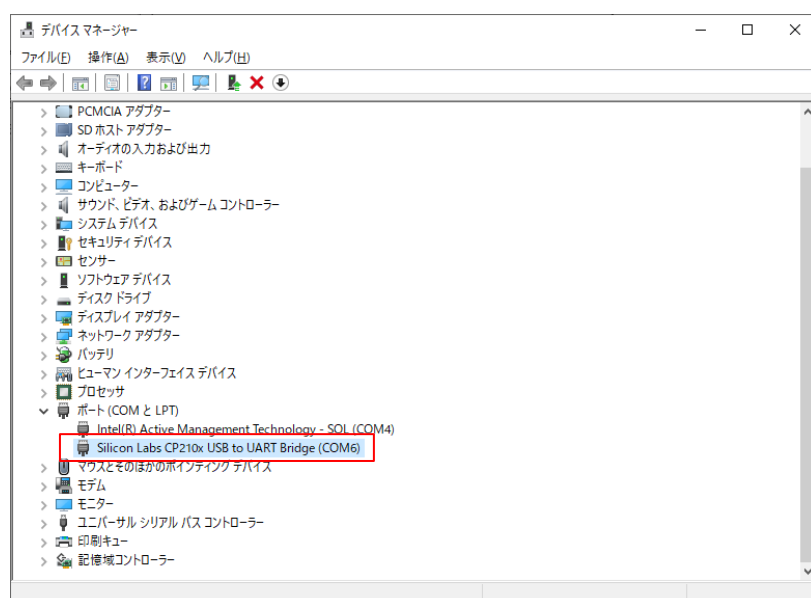 デバイス マネージャー
ファイル(F) 操作(A) 表示(V) ヘルプ(H)
PCMCIA アダプター
SD ホスト アダプター
オーディオの入力および出力
キーボード
コンピューター
サウンド、ビデオ、およびゲーム コントローラー
システム デバイス
セキュリティ デバイス
センサー
ソフトウェア デバイス
ディスク ドライブ
ディスプレイ アダプター
ネットワーク アダプター
バッテリ
ヒューマン インターフェイス デバイス
プロセッサ
ポート (COM と LPT)
Intel(R) Active Management Technology - SOL (COM4)
Silicon Labs CP210x USB to UART Bridge (COM6)
マウスとそのほかのポインティング デバイス
モデム
モニター
ユニバーサル シリアル バス コントローラー
印刷キュー
記憶域コントローラー